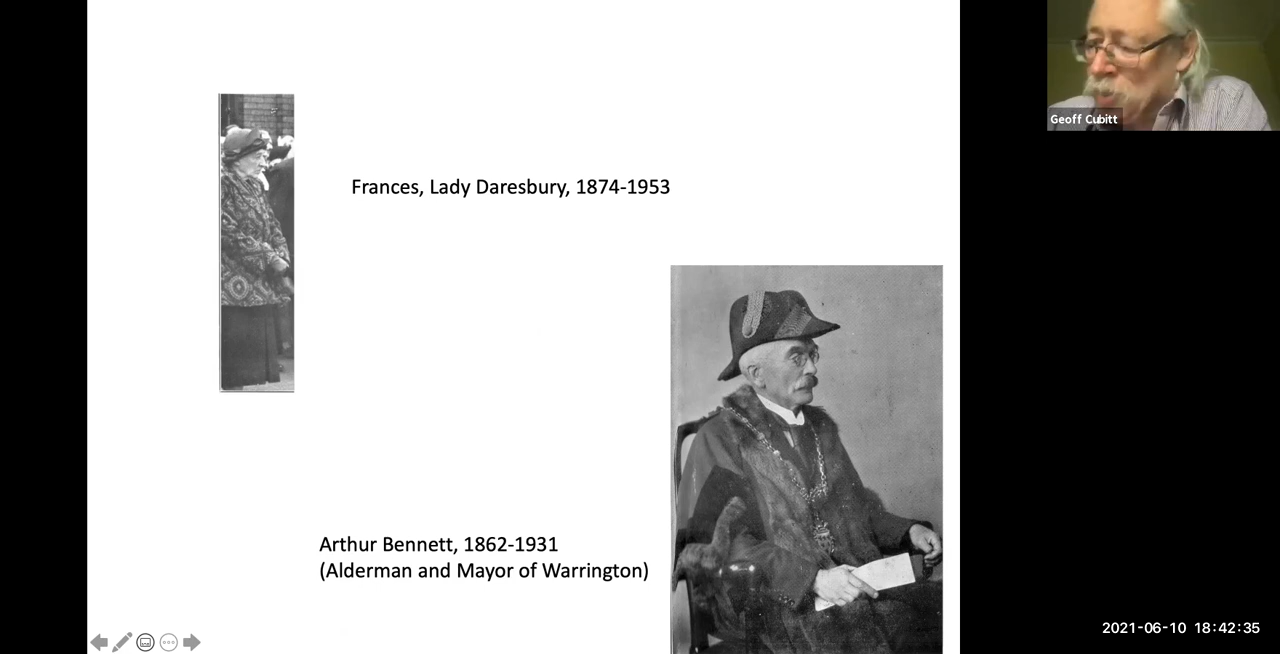 Geoff Cubitt
Frances, Lady Daresbury, 1874-1953
Arthur Bennett, 1862-1931
(Alderman and Mayor of Warrington)
2021-06-10 18:42:35